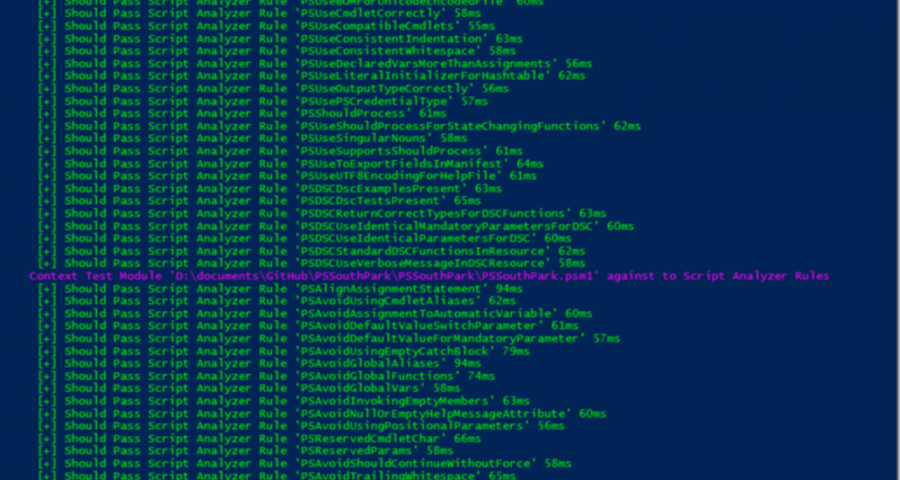 [+] Should Pass Script Analyzer Rule 'PSUseBOMForUnicodeEncodedFile' 60ms
[+] Should Pass Script Analyzer Rule 'PSUseCmdletCorrectly' 58ms
[+] Should Pass Script Analyzer Rule 'PSUseCompatibleCmdlets' 55ms
[+] Should Pass Script Analyzer Rule 'PSUseConsistentIndentation' 63ms
[+] Should Pass Script Analyzer Rule 'PSUseConsistentWhitespace' 58ms
[+] Should Pass Script Analyzer Rule 'PSUseDeclaredVarsMoreThanAssignments' 56ms
[+] Should Pass Script Analyzer Rule 'PSUseLiteralInitializerForHashtable' 62ms
[+] Should Pass Script Analyzer Rule 'PSUseOutputTypeCorrectly' 56ms
[+] Should Pass Script Analyzer Rule 'PSUsePSCredentialType' 57ms
[+] Should Pass Script Analyzer Rule 'PSShouldProcess' 61ms
[+] Should Pass Script Analyzer Rule 'PSUseShouldProcessForStateChangingFunctions' 62ms
[+] Should Pass Script Analyzer Rule 'PSUseSingularNouns' 58ms
[+] Should Pass Script Analyzer Rule 'PSUseSupportsShouldProcess' 61ms
[+] Should Pass Script Analyzer Rule 'PSUseToExportFieldsInManifest' 64ms
[+] Should Pass Script Analyzer Rule 'PSUseUTF8EncodingForHelpFile' 61ms
[+] Should Pass Script Analyzer Rule 'PSDSCDscExamplesPresent' 63ms
[+] Should Pass Script Analyzer Rule 'PSDSCDscTestsPresent' 65ms
[+] Should Pass Script Analyzer Rule 'PSDSCReturnCorrectTypesForDSCFunctions' 63ms
[+] Should Pass Script Analyzer Rule 'PSDSCUseIdenticalMandatoryParametersForDSC' 60ms
[+] Should Pass Script Analyzer Rule 'PSDSCUseIdenticalParametersForDSC' 60ms
[+] Should Pass Script Analyzer Rule 'PSDSCStandardDSCFunctionsInResource' 62ms
[+] Should Pass Script Analyzer Rule 'PSDSCUseVerboseMessageInDSCResource' 58ms
Context Test Module 'D:\documents\GitHub\PSSouthPark\PSSouthPark\PSSouthPark.psm1' against to Script Analyzer Rules
[+] Should Pass Script Analyzer Rule 'PSAlignAssignmentStatement' 94ms
[+] Should Pass Script Analyzer Rule 'PSAvoidUsingCmdletAliases' 62ms
[+] Should Pass Script Analyzer Rule 'PSAvoidAssignmentToAutomaticVariable' 60ms
[+] Should Pass Script Analyzer Rule 'PSAvoidDefaultValueSwitchParameter' 61ms
[+] Should Pass Script Analyzer Rule 'PSAvoidDefaultValueForMandatoryParameter' 57ms
[+] Should Pass Script Analyzer Rule 'PSAvoidUsingEmptyCatchBlock' 79ms
[+] Should Pass Script Analyzer Rule 'PSAvoidGlobalAliases' 94ms
[+] Should Pass Script Analyzer Rule 'PSAvoidGlobalFunctions' 74ms
[+] Should Pass Script Analyzer Rule 'PSAvoidGlobalVars' 58ms
[+] Should Pass Script Analyzer Rule 'PSAvoidInvokingEmptyMembers' 63ms
[+] Should Pass Script Analyzer Rule 'PSAvoidNullOrEmptyHelpMessageAttribute' 60ms
[+] Should Pass Script Analyzer Rule 'PSAvoidUsingPositionalParameters' 56ms
[+] Should Pass Script Analyzer Rule 'PSReservedCmdletChar' 66ms
[+] Should Pass Script Analyzer Rule 'PSReservedParams' 58ms
[+] Should Pass Script Analyzer Rule 'PSAvoidShouldContinueWithoutForce' 58ms
[+] Should Pass Script Analyzer Rule 'PSAvoidTrailingWhitespace' 65ms